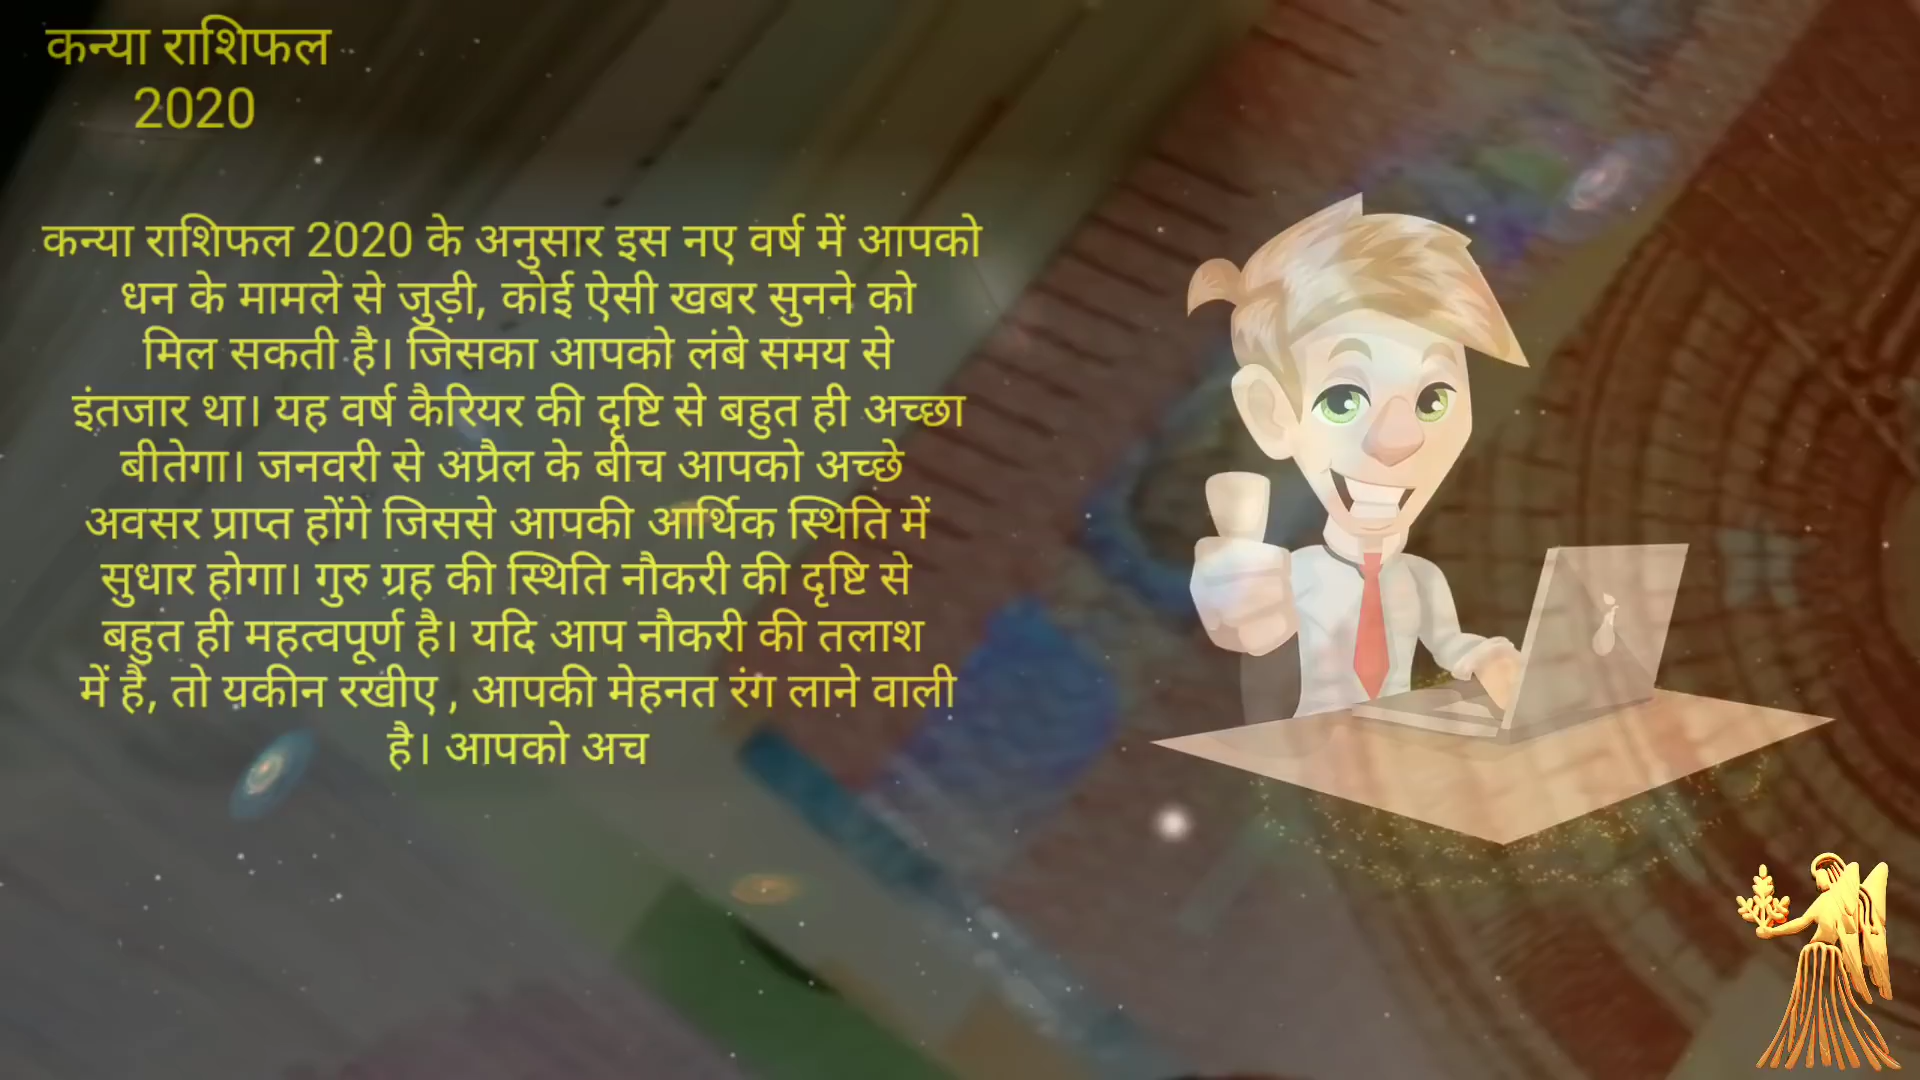 कन्या राशिफल
2020
कन्या राशिफल 2020 के अनुसार इस नए वर्ष में आपको
धन के मामले से जुड़ी, कोई ऐसी खबर सुनने को
मिल सकती है। जिसका आपको लंबे समय से
इंतजार था। यह वर्ष कैरियर की दृष्टि से बहुत ही अच्छा
बीतेगा। जनवरी से अप्रैल के बीच आपको अच्छे
अवसर प्राप्त होंगे जिससे आपकी आर्थिक स्थिति में
सुधार होगा। गुरु ग्रह की स्थिति नौकरी की दृष्टि से
बहुत ही महत्वपूर्ण है। यदि आप नौकरी की तलाश
में है, तो यकीन रखीए , आपकी मेहनत रंग लाने वाली
है। आपको अच